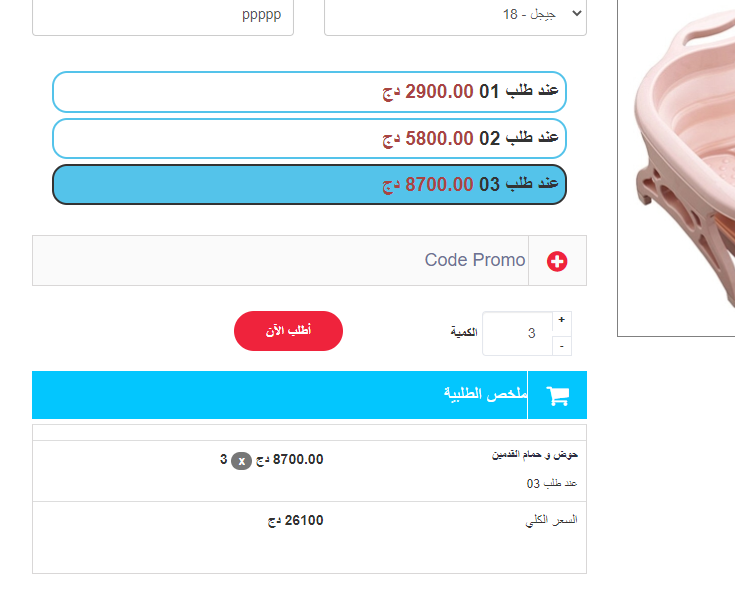 جيجل - 18
ppppp
عند طلب 01 2900.00 دج
عند طلب 02 5800.00 دج
عند طلب 03 8700.00 دج
Code Promo
+
الكمية 3
-
أطلب الآن
ملخص الطلبية
حوض و حمام القدمين
8700.00 دج x 3
عند طلب 03
السعر الكلي
26100 دج